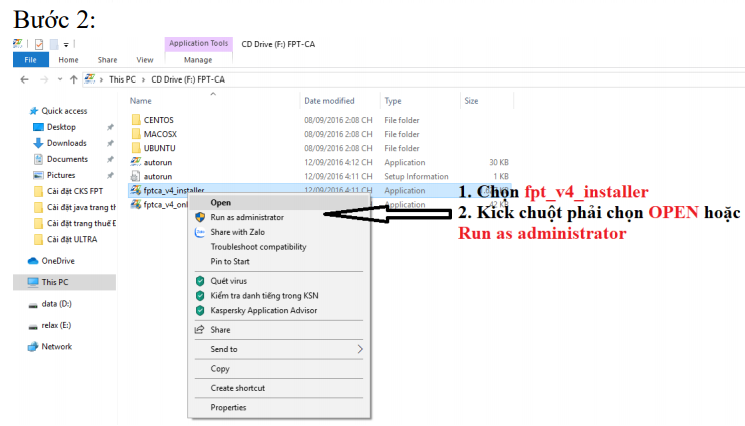 Bước 2:
Application Tools
CD Drive (F:) FPT-CA
File Home Share View Manage
This PC › CD Drive (F:) FPT-CA
Name Date modified Type Size
Quick access
Desktop
Downloads
Documents
Pictures
Cài đặt CKS FPT
Cài đặt java trang th
Cài đặt trang thuế Đ
Cài đặt ULTRA
OneDrive
This PC
data (D:)
relax (E:)
Network
CENTOS 08/09/2016 2:08 CH File folder
MACOSX 08/09/2016 2:08 CH File folder
UBUNTU 08/09/2016 2:08 CH File folder
autorun 12/09/2016 4:12 CH Application 30 KB
autorun 12/09/2016 4:11 CH Setup Information 1 KB
fptca_v4_installer 12/09/2016 4:11 CH Application
fptca_v4_onl Application 42 KB
Open
Run as administrator
Share with Zalo
Troubleshoot compatibility
Pin to Start
Quét virus
Kiểm tra danh tiếng trong KSN
Kaspersky Application Advisor
Share
Send to
Copy
Create shortcut
Properties
1. Chọn fpt_v4_installer
2. Kick chuột phải chọn OPEN hoặc
Run as administrator